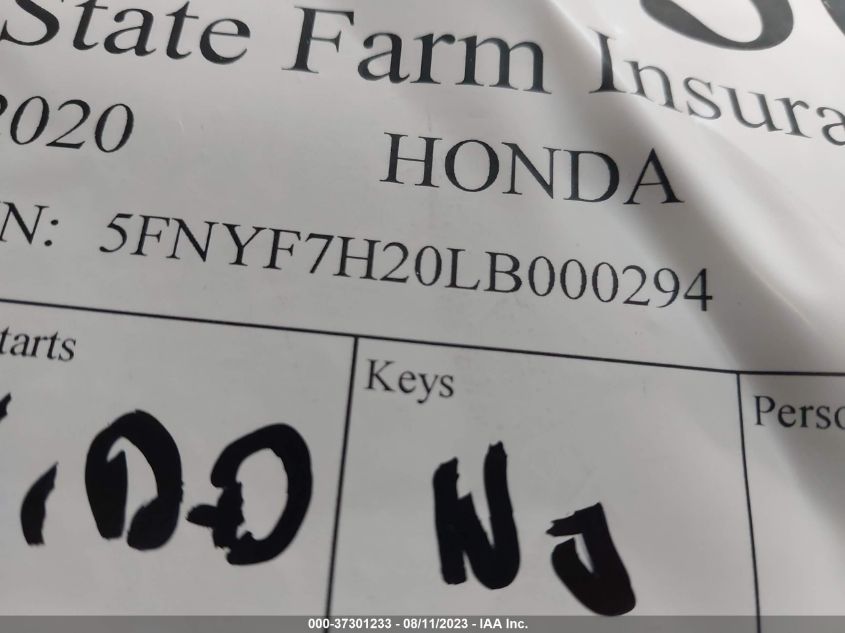 State Farm Insura
2020 HONDA
N: 5FNYF7H20LB000294
tarts Keys Perso
000-37301233 - 08/11/2023 - IAA Inc.